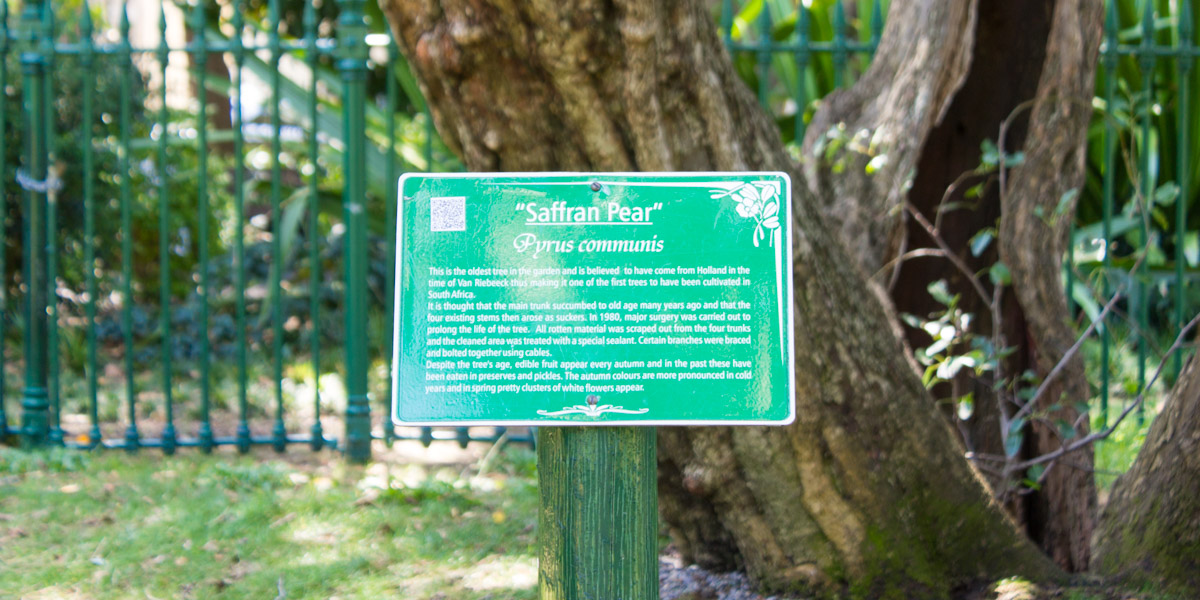 "Saffran Pear"
Pyrus communis
This is the oldest tree in the garden and is believed to have come from Holland in the
time of Van Riebeeck thus making it one of the first trees to have been cultivated in
South Africa.
It is thought that the main trunk succumbed to old age many years ago and that the
four existing stems then arose as suckers. In 1980, major surgery was carried out to
prolong the life of the tree. All rotten material was scraped out from the four trunks
and the cleaned area was treated with a special sealant. Certain branches were braced
and bolted together using cables.
Despite the tree's age, edible fruit appear every autumn and in the past these have
been eaten in preserves and pickles. The autumn colours are more pronounced in cold
years and in spring pretty clusters of white flowers appear.